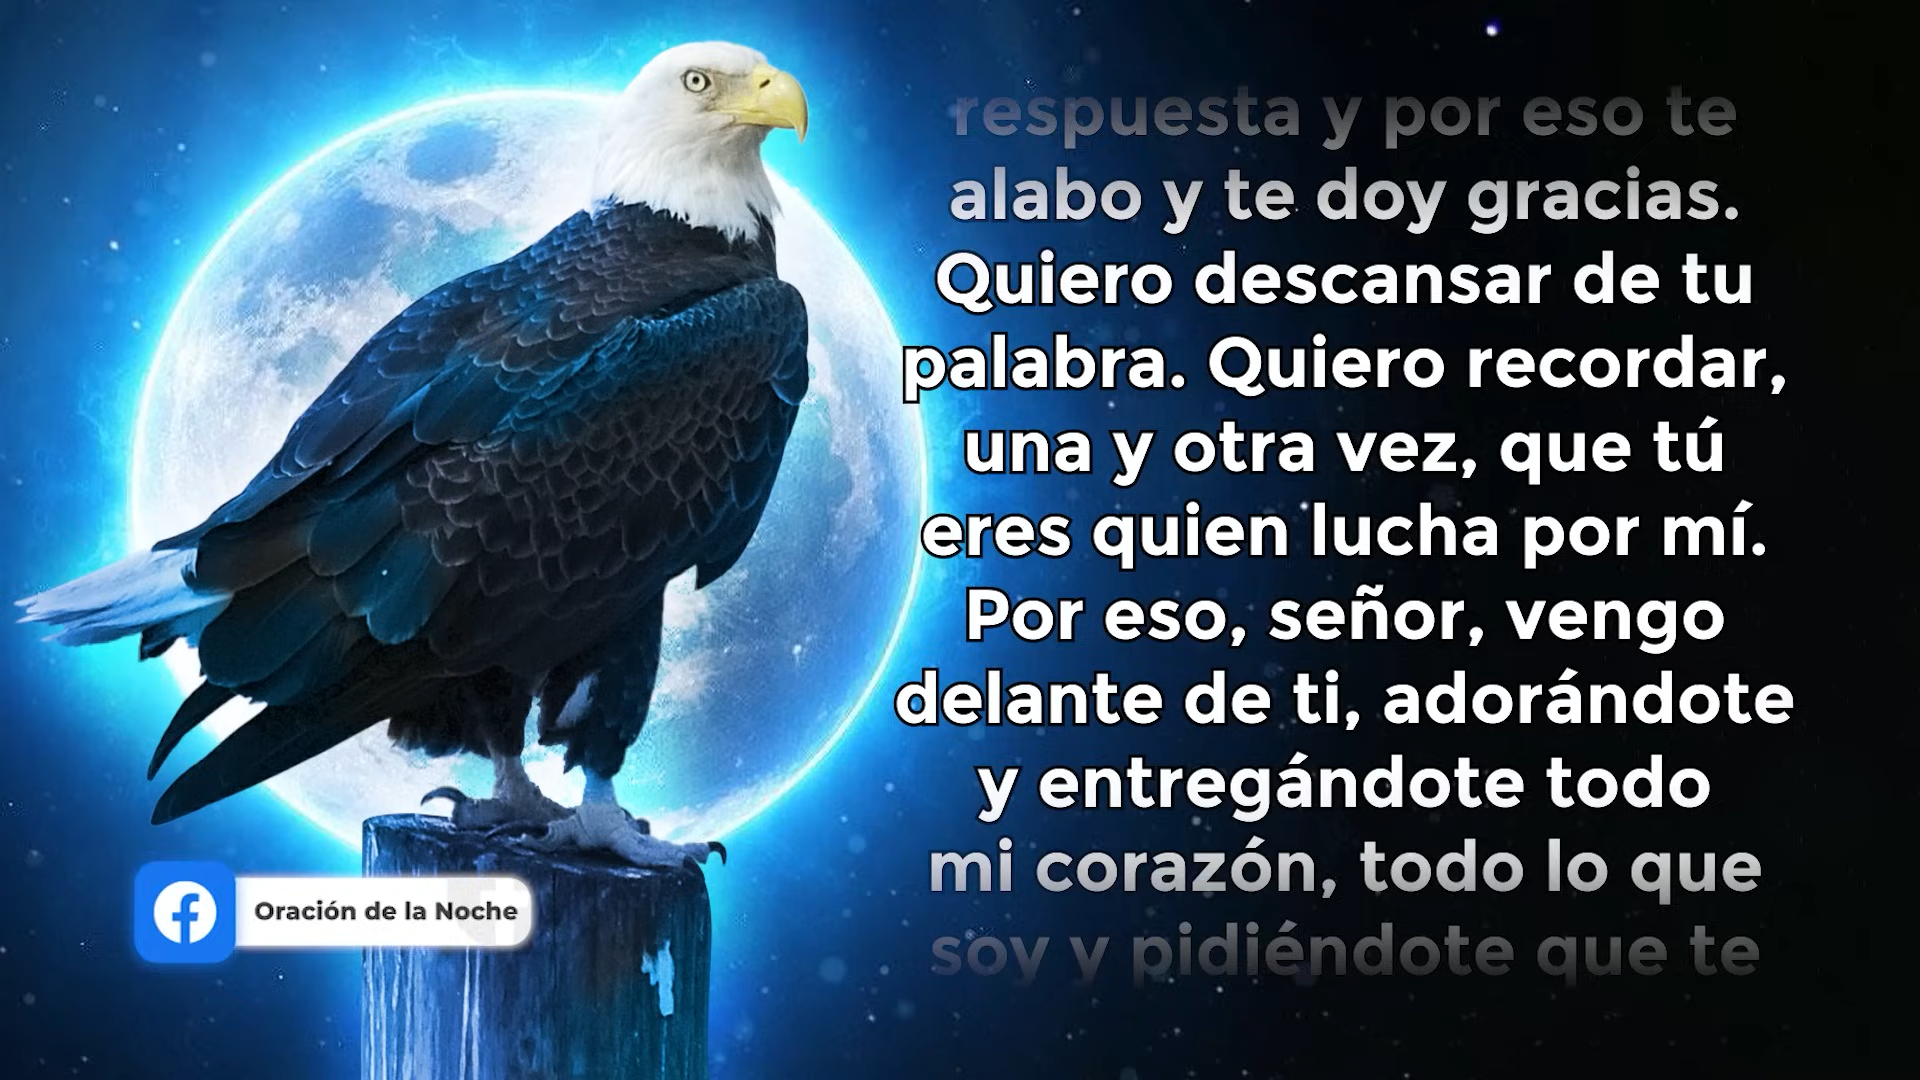 respuesta y por eso te
alabo y te doy gracias.
Quiero descansar de tu
palabra. Quiero recordar,
una y otra vez, que tú
eres quien lucha por mí.
Por eso, señor, vengo
delante de ti, adorándote
y entregándote todo
mi corazón, todo lo que
soy y pidiéndote que te
Oración de la Noche